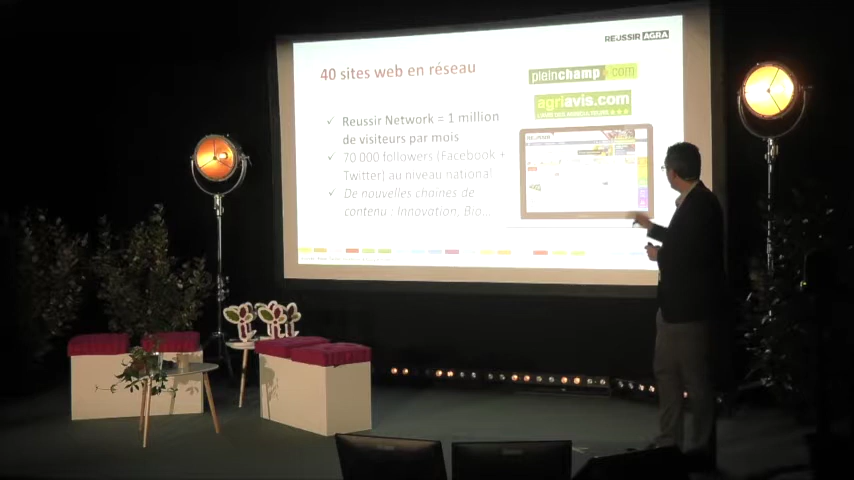 REUSSIR AGRA
40 sites web en réseau
pleinchamp.com
agriavis.com
✓ Reussir Network = 1 million
de visiteurs par mois
✓ 70 000 followers (Facebook +
Twitter) au niveau national
✓ De nouvelles chaines de
contenu : Innovation, Bio...